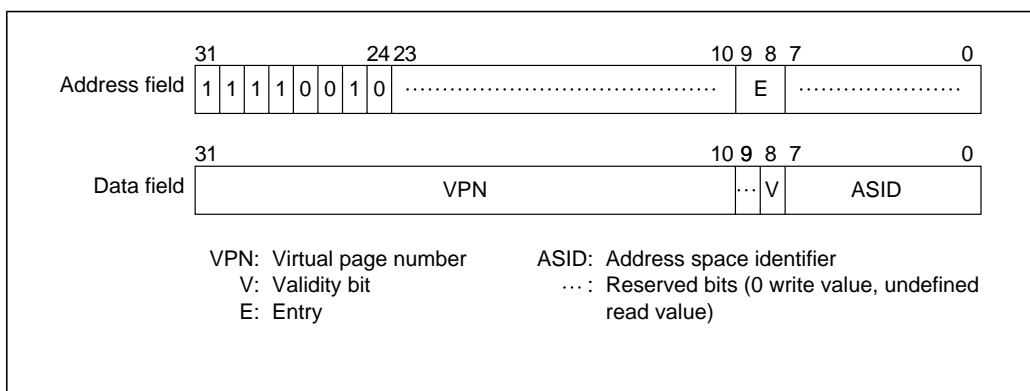 31 24 23 10 9 8 7 0
Address field 1 1 1 1 0 0 1 0 ................................................ E ......................
31 10 9 8 7 0
Data field VPN ... V ASID
VPN: Virtual page number
V: Validity bit
E: Entry
ASID: Address space identifier
... : Reserved bits (0 write value, undefined
read value)